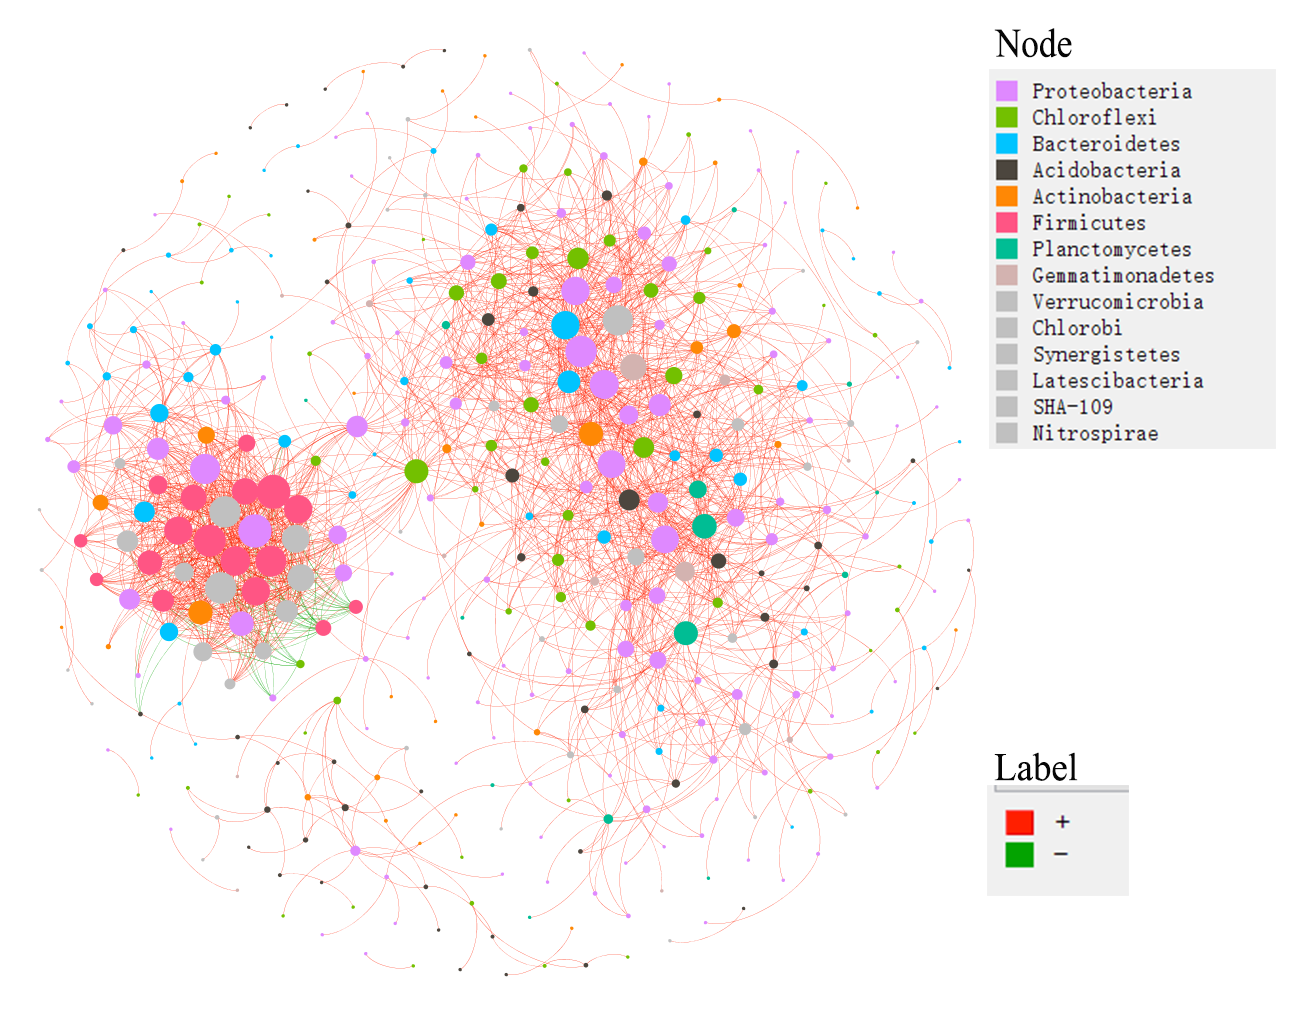 Node
Proteobacteria
Chloroflexi
Bacteroidetes
Acidobacteria
Actinobacteria
Firmicutes
Planctomycetes
Gemmatimonadetes
Verrucomicrobia
Chlorobi
Synergistetes
Latescibacteria
SHA-109
Nitrospirae
Label
+
−